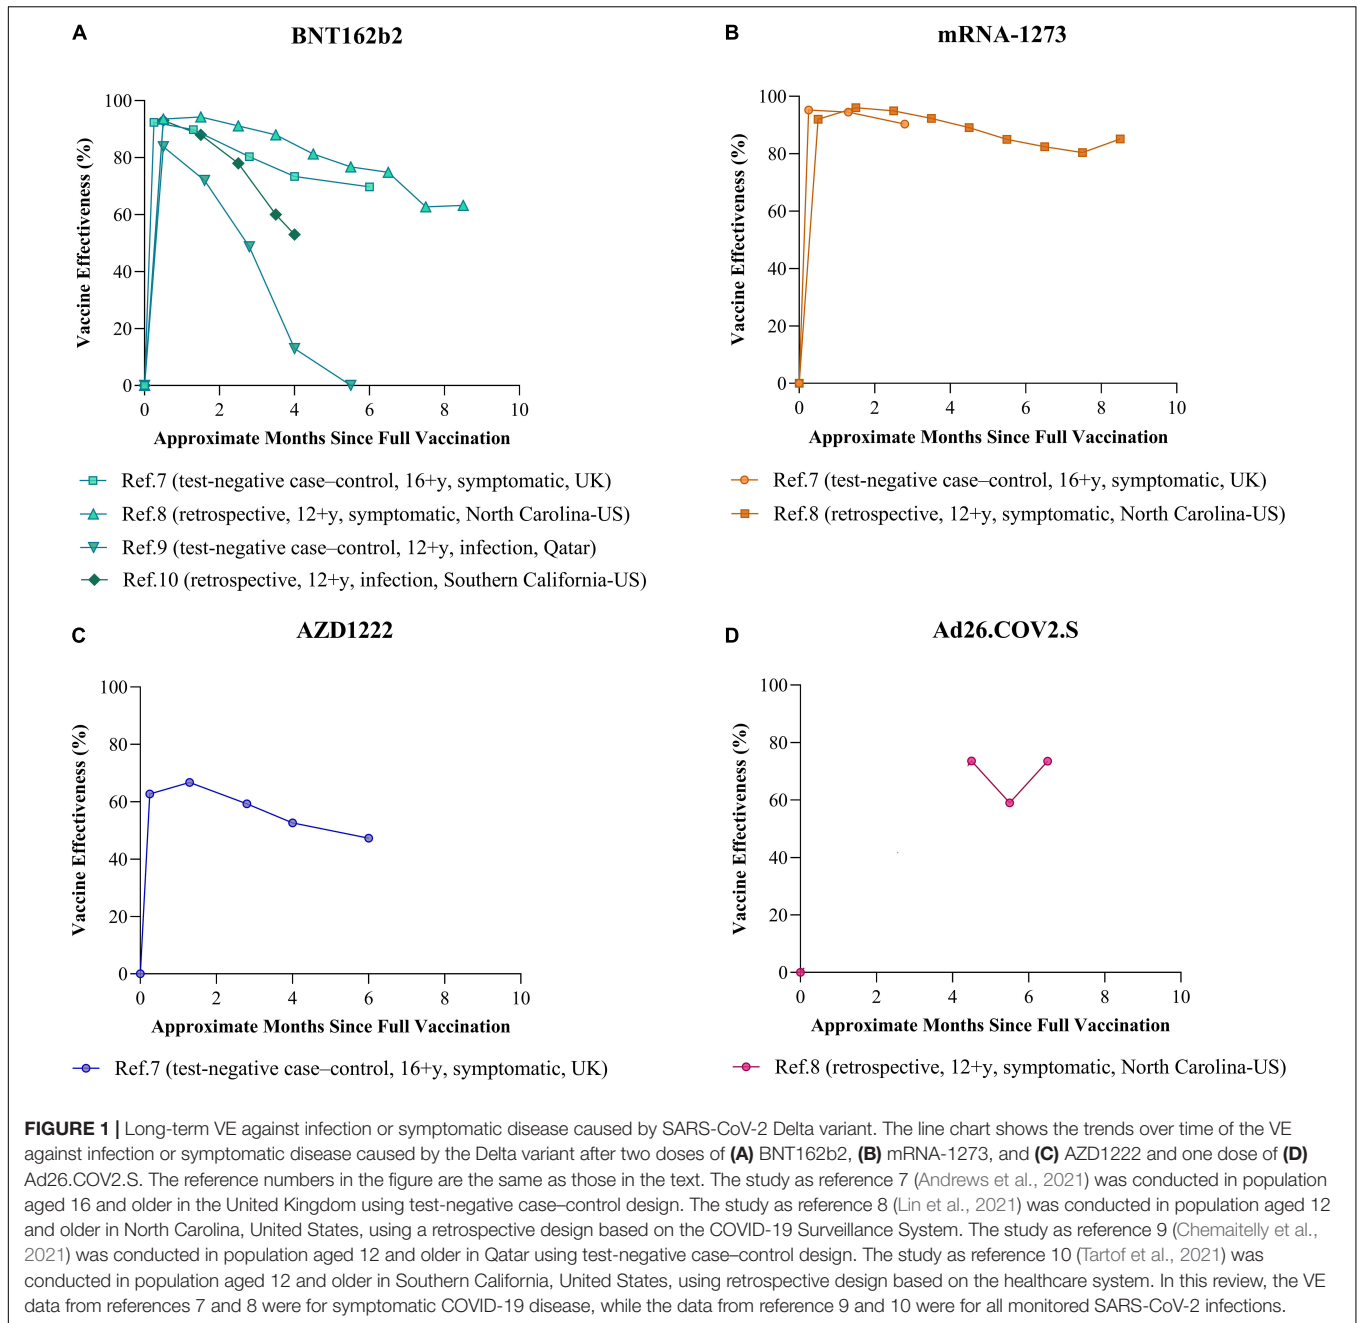 A
BNT162b2
100
80
60
40
20
0
Vaccine Effectiveness (%)
0 2 4 6 8 10
Approximate Months Since Full Vaccination
Ref.7 (test-negative case–control, 16+y, symptomatic, UK)
Ref.8 (retrospective, 12+y, symptomatic, North Carolina-US)
Ref.9 (test-negative case–control, 12+y, infection, Qatar)
Ref.10 (retrospective, 12+y, infection, Southern California-US)
B
mRNA-1273
100
80
60
40
20
0
Vaccine Effectiveness (%)
0 2 4 6 8 10
Approximate Months Since Full Vaccination
Ref.7 (test-negative case–control, 16+y, symptomatic, UK)
Ref.8 (retrospective, 12+y, symptomatic, North Carolina-US)
C
AZD1222
100
80
60
40
20
0
Vaccine Effectiveness (%)
0 2 4 6 8 10
Approximate Months Since Full Vaccination
Ref.7 (test-negative case–control, 16+y, symptomatic, UK)
D
Ad26.COV2.S
100
80
60
40
20
0
Vaccine Effectiveness (%)
0 2 4 6 8 10
Approximate Months Since Full Vaccination
Ref.8 (retrospective, 12+y, symptomatic, North Carolina-US)
FIGURE 1 | Long-term VE against infection or symptomatic disease caused by SARS-CoV-2 Delta variant. The line chart shows the trends over time of the VE
against infection or symptomatic disease caused by the Delta variant after two doses of (A) BNT162b2, (B) mRNA-1273, and (C) AZD1222 and one dose of (D)
Ad26.COV2.S. The reference numbers in the figure are the same as those in the text. The study as reference 7 (Andrews et al., 2021) was conducted in population
aged 16 and older in the United Kingdom using test-negative case–control design. The study as reference 8 (Lin et al., 2021) was conducted in population aged 12
and older in North Carolina, United States, using a retrospective design based on the COVID-19 Surveillance System. The study as reference 9 (Chemaitelly et al.,
2021) was conducted in population aged 12 and older in Qatar using test-negative case–control design. The study as reference 10 (Tartof et al., 2021) was
conducted in population aged 12 and older in Southern California, United States, using retrospective design based on the healthcare system. In this review, the VE
data from references 7 and 8 were for symptomatic COVID-19 disease, while the data from reference 9 and 10 were for all monitored SARS-CoV-2 infections.